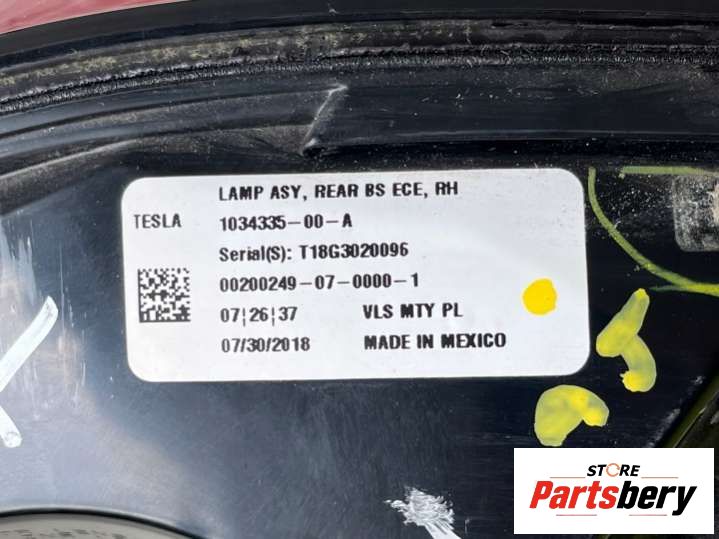 LAMP ASY, REAR BS ECE, RH
TESLA 1034335-00-A
Serial(S): T18G3020096
00200249-07-0000-1
07¦26¦37 VLS MTY PL
07/30/2018 MADE IN MEXICO
STORE
Partsbery